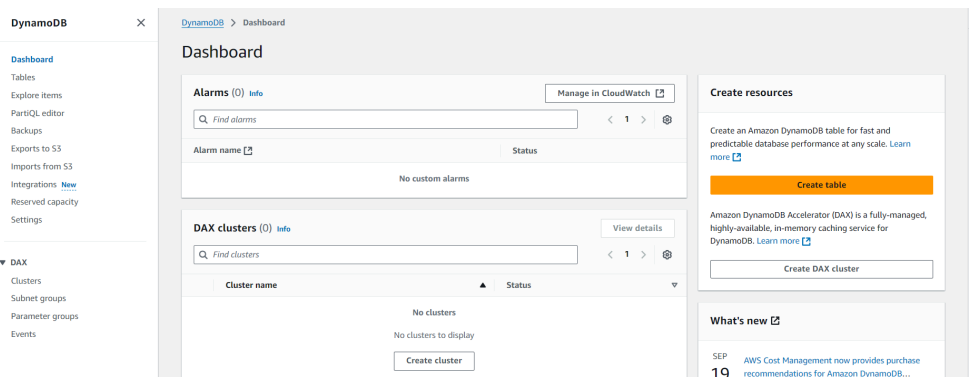 DynamoDB
Dashboard
Tables
Explore items
PartiQL editor
Backups
Exports to S3
Imports from S3
Integrations New
Reserved capacity
Settings
DAX
Clusters
Subnet groups
Parameter groups
Events
DynamoDB > Dashboard
Dashboard
Alarms (0) Info
Manage in CloudWatch
Find alarms
1
Alarm name
Status
No custom alarms
DAX clusters (0) Info
View details
Find clusters
1
Cluster name
Status
No clusters
No clusters to display
Create cluster
Create resources
Create an Amazon DynamoDB table for fast and
predictable database performance at any scale. Learn
more
Create table
Amazon DynamoDB Accelerator (DAX) is a fully-managed,
highly-available, in-memory caching service for
DynamoDB. Learn more
Create DAX cluster
What's new
SEP
19
AWS Cost Management now provides purchase
recommendations for Amazon DynamoDB...